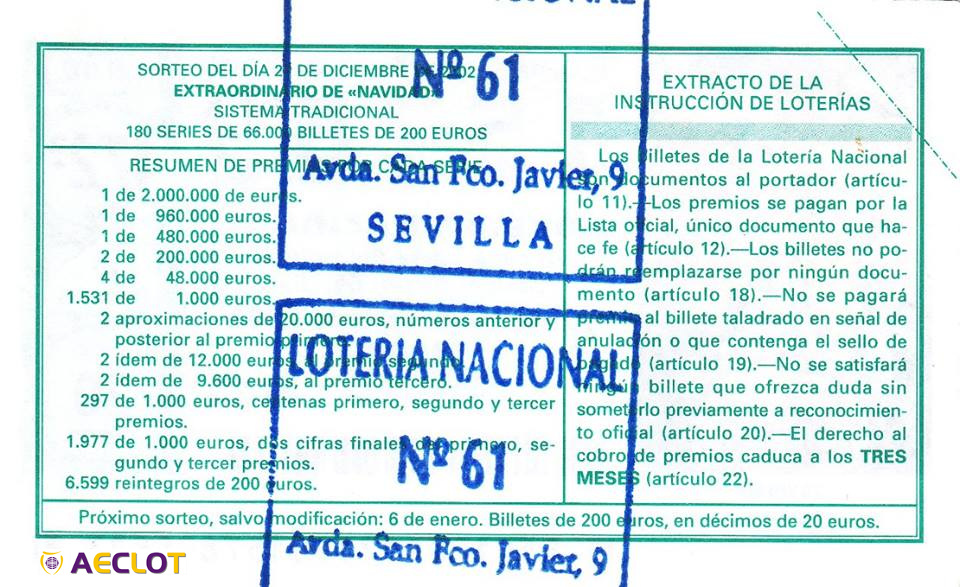 CIONAL
Nº 61
Avda. San Fco. Javier, 9
SEVILLA
SORTEO DEL DÍA DE DICIEMBRE
EXTRAORDINARIO DE «NAVIDAD»
SISTEMA TRADICIONAL
180 SERIES DE 66.000 BILLETES DE 200 EUROS
RESUMEN DE PREMIOS POR CADA SERIE
1 de 2.000.000 de euros.
1 de 960.000 euros.
1 de 480.000 euros.
2 de 200.000 euros.
4 de 48.000 euros.
1.531 de 1.000 euros.
2 aproximaciones de 20.000 euros, números anterior y
posterior al premio primero.
2 ídem de 12.000 euros, al premio segundo.
2 ídem de 9.600 euros, al premio tercero.
297 de 1.000 euros, centenas primero, segundo y tercer
premios.
1.977 de 1.000 euros, dos cifras finales del primero, se-
gundo y tercer premios.
6.599 reintegros de 200 euros.
EXTRACTO DE LA
INSTRUCCIÓN DE LOTERÍAS
Los billetes de la Lotería Nacional
son documentos al portador (artícu-
lo 11).—Los premios se pagan por la
Lista oficial, único documento que ha-
ce fe (artículo 12).—Los billetes no po-
drán reemplazarse por ningún docu-
mento (artículo 18).—No se pagará
premio al billete taladrado en señal de
anulación o que contenga el sello de
pagado (artículo 19).—No se satisfará
ningún billete que ofrezca duda sin
someterlo previamente a reconocimien-
to oficial (artículo 20).—El derecho al
cobro de premios caduca a los TRES
MESES (artículo 22).
LOTERIA NACIONAL
Nº 61
Avda. San Fco. Javier, 9
Próximo sorteo, salvo modificación: 6 de enero. Billetes de 200 euros, en décimos de 20 euros.
AECLOT